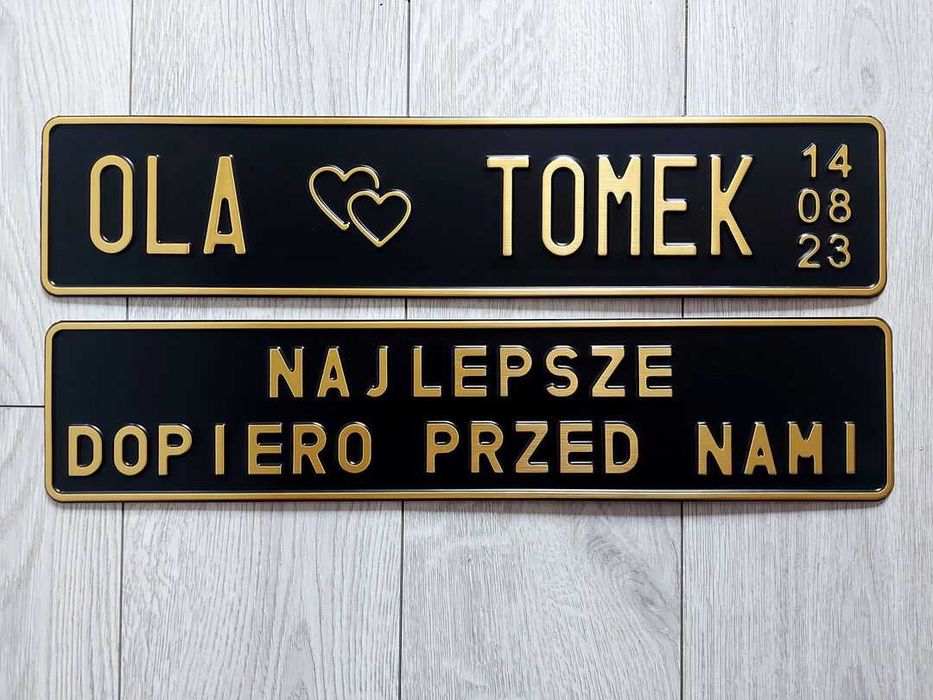 OLA TOMEK
14
08
23
NAJLEPSZE
DOPIERO PRZED NAMI